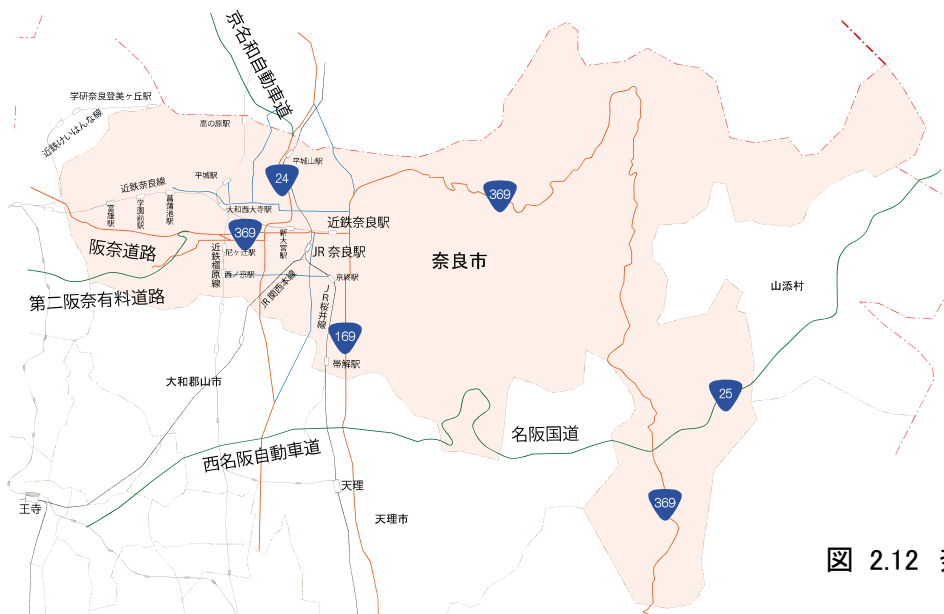 京名和自動車道
学研奈良登美ヶ丘駅
近鉄けいはんな線
高の原駅
平城山駅
平城駅
24
近鉄奈良線
369
富雄駅
学園前駅
菖蒲池駅
大和西大寺駅
近鉄奈良駅
369
新大宮駅
阪奈道路
尼ヶ辻駅
JR 奈良駅
奈良市
近鉄橿原線
西ノ京駅
京終駅
山添村
第二阪奈有料道路
JR 関西本線
JR桜井線
169
帯解駅
大和郡山市
25
名阪国道
西名阪自動車道
天理
369
王寺
天理市
図 2.12